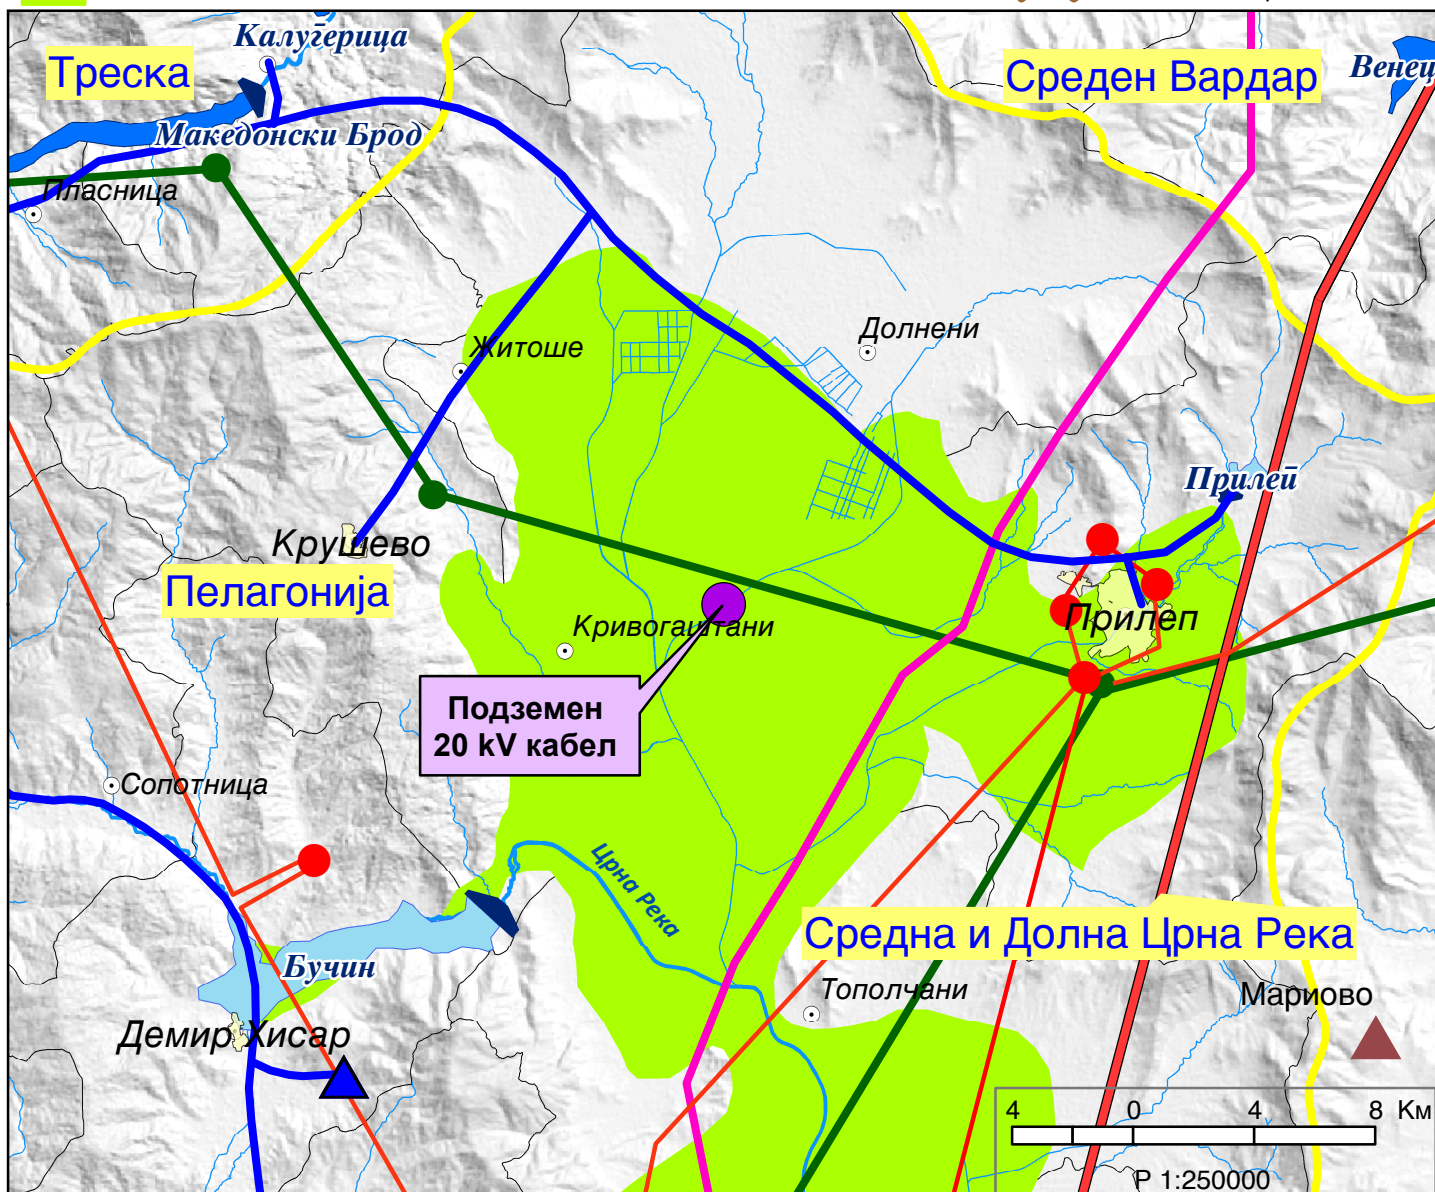 Калуѓерица
Треска
Среден Вардар
Венец
Македонски Брод
Пласница
Долнени
Житоше
Прилеп
Крушево
Пелагонија
Прилеп
Кривогаштани
Подземен
20 kV кабел
Сопотница
Црна Река
Средна и Долна Црна Река
Бучин
Тополчани
Мариово
Демир Хисар
4 0 4 8 Км
Р 1:250000